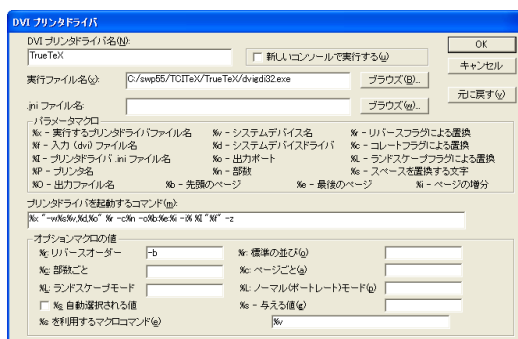 DVI プリンタドライバ
DVI プリンタドライバ名(N):
TrueTeX
新しいコンソールで実行する(u)
OK
キャンセル
元に戻す(v)
実行ファイル名(x):
C:/swp55/TCITeX/TrueTeX/dvigdi32.exe
ブラウズ(B)...
.ini ファイル名:
ブラウズ(w)...
パラメータマクロ
%x - 実行するプリンタドライバファイル名 %v - システムデバイス名 %r - リバースフラグによる置換
%f - 入力 (dvi) ファイル名 %d - システムデバイスドライバ %c - コレートフラグによる置換
%I - プリンタドライバ .ini ファイル名 %o - 出力ポート %L - ランドスケープフラグによる置換
%P - プリンタ名 %n - 部数 %s - スペースを置換する文字
%O - 出力ファイル名 %b - 先頭のページ %e - 最後のページ %i - ページの増分
プリンタドライバを起動するコマンド(m):
オプションマクロの値
%r: リバースオーダー -b %r: 標準の並び(o)
%c: 部数ごと %c: ページごと(a)
%L: ランドスケープモード %L: ノーマル(ポートレート)モード(p)
%s 自動選択される値 %s - 与える値(g)
%s を利用するマクロコマンド(e) %v